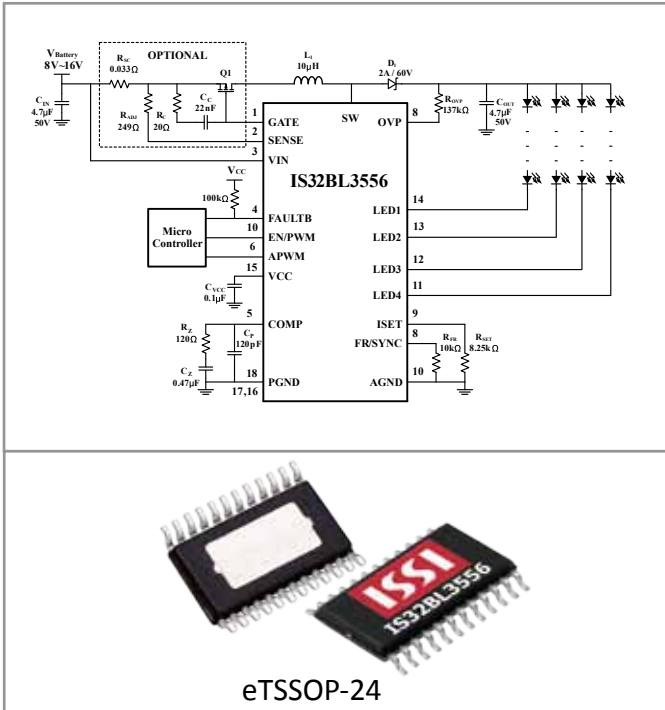 OPTIONAL
VBattery
8V~16V
RSC
0.033Ω
Q1
L1
10µH
D1
2A / 60V
CIN
4.7µF
50V
RADJ
249Ω
RC
20Ω
CC
22nF
ROVP
137kΩ
COUT
4.7µF
50V
1
GATE
2
SENSE
3
VIN
SW
8
OVP
IS32BL3556
VCC
100kΩ
4
FAULTB
10
EN/PWM
6
APWM
Micro
Controller
15
VCC
CVCC
0.1µF
14
LED1
13
LED2
12
LED3
11
LED4
5
COMP
RZ
120Ω
CP
120pF
CZ
0.47µF
18
PGND
17,16
9
ISET
8
FR/SYNC
RFR
10kΩ
RSET
8.25kΩ
10
AGND
ISSI
IS32BL3556
eTSSOP-24